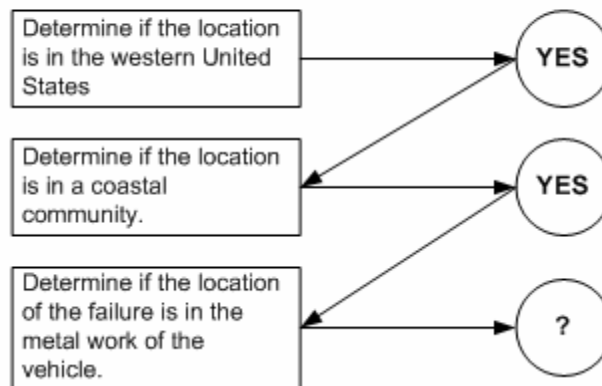 Determine if the location
is in the western United
States
YES
Determine if the location
is in a coastal
community.
YES
Determine if the location
of the failure is in the
metal work of the
vehicle.
?